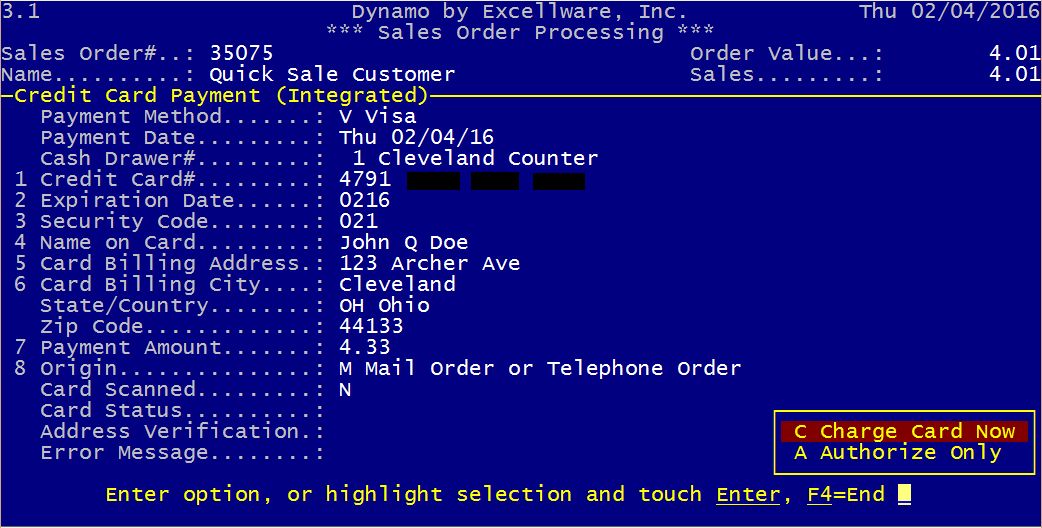 3.1 Dynamo by Excellware, Inc. Thu 02/04/2016
*** Sales Order Processing ***
Sales Order#..: 35075 Order Value...: 4.01
Name..........: Quick Sale Customer Sales.........: 4.01
Credit Card Payment (Integrated)
Payment Method.......: V Visa
Payment Date.........: Thu 02/04/16
Cash Drawer#.........: 1 Cleveland Counter
1 Credit Card#.........: 4791
2 Expiration Date......: 0216
3 Security Code........: 021
4 Name on Card.........: John Q Doe
5 Card Billing Address.: 123 Archer Ave
6 Card Billing City....: Cleveland
State/Country........: OH Ohio
Zip Code.............: 44133
7 Payment Amount.......: 4.33
8 Origin...............: M Mail Order or Telephone Order
Card Scanned.........: N
Card Status..........:
Address Verification.:
Error Message........:
C Charge Card Now
A Authorize Only
Enter option, or highlight selection and touch Enter, F4=End